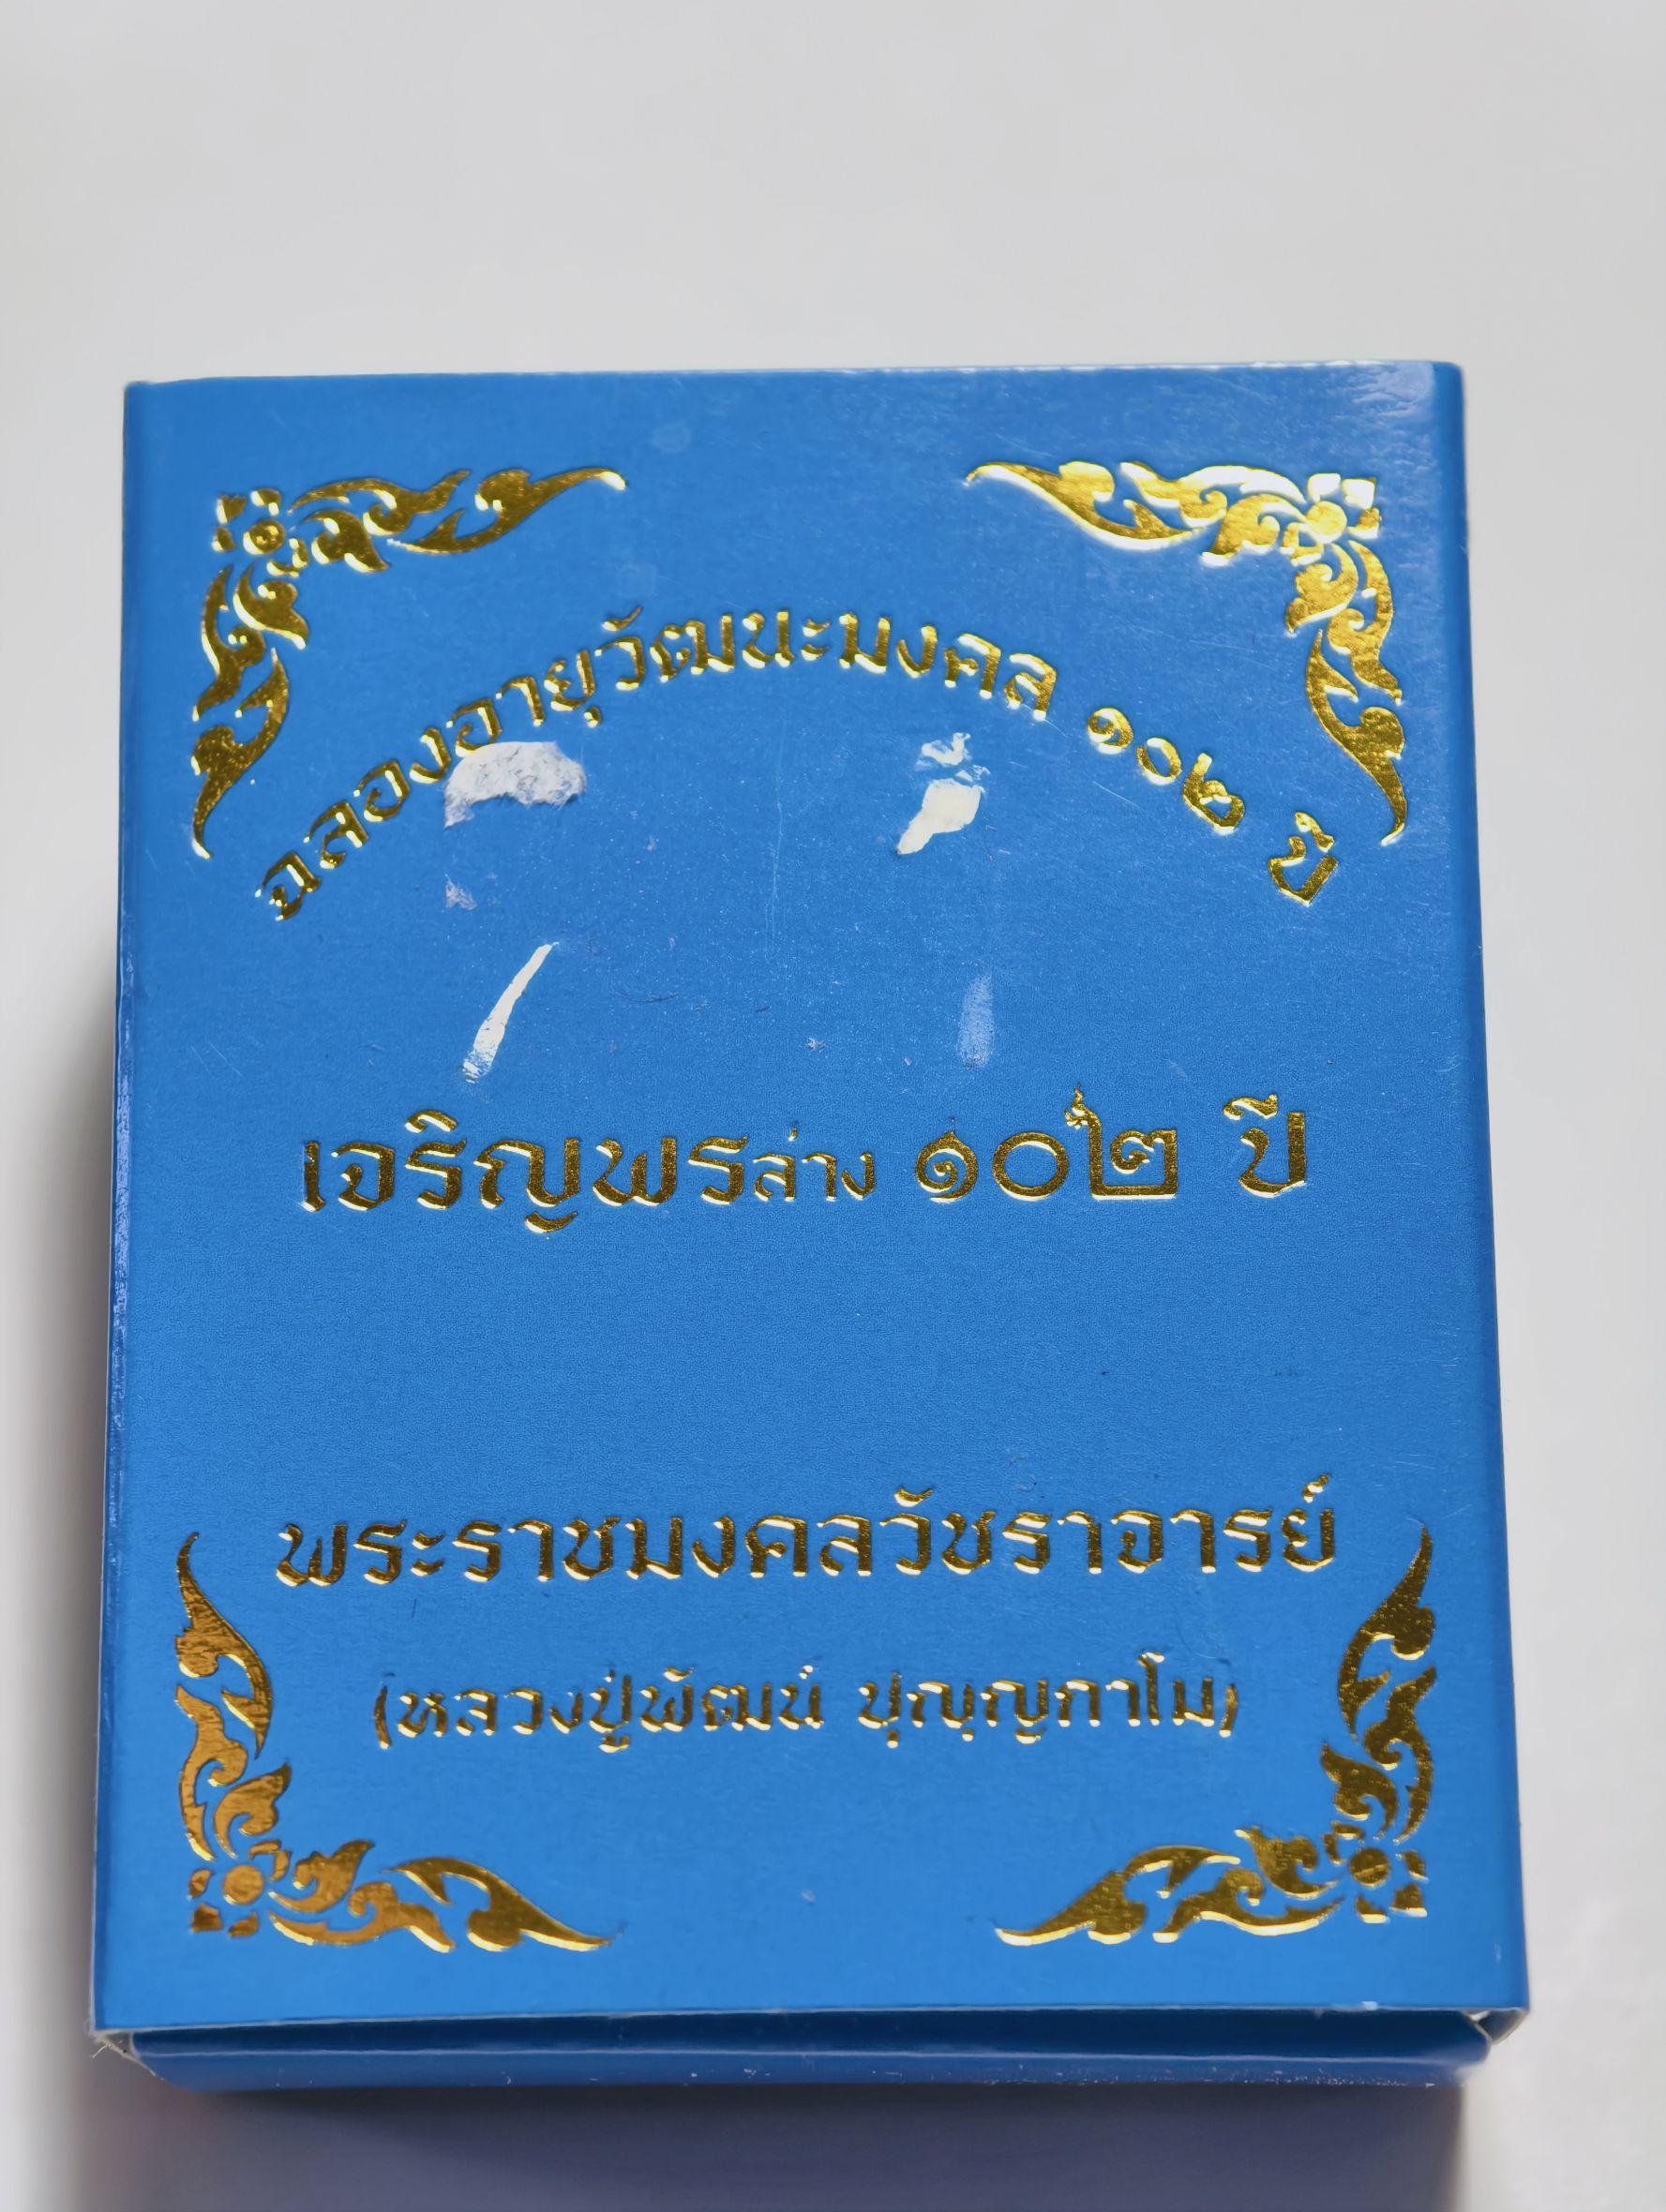 ฉลองอายุวัฒนะมงคล ๑๐๒ ปี
เจริญพรล่าง ๑๐๒ ปี
พระราชมงคลวัชราจารย์
(หลวงปู่พัฒน์ ปุญฺญกาโม)